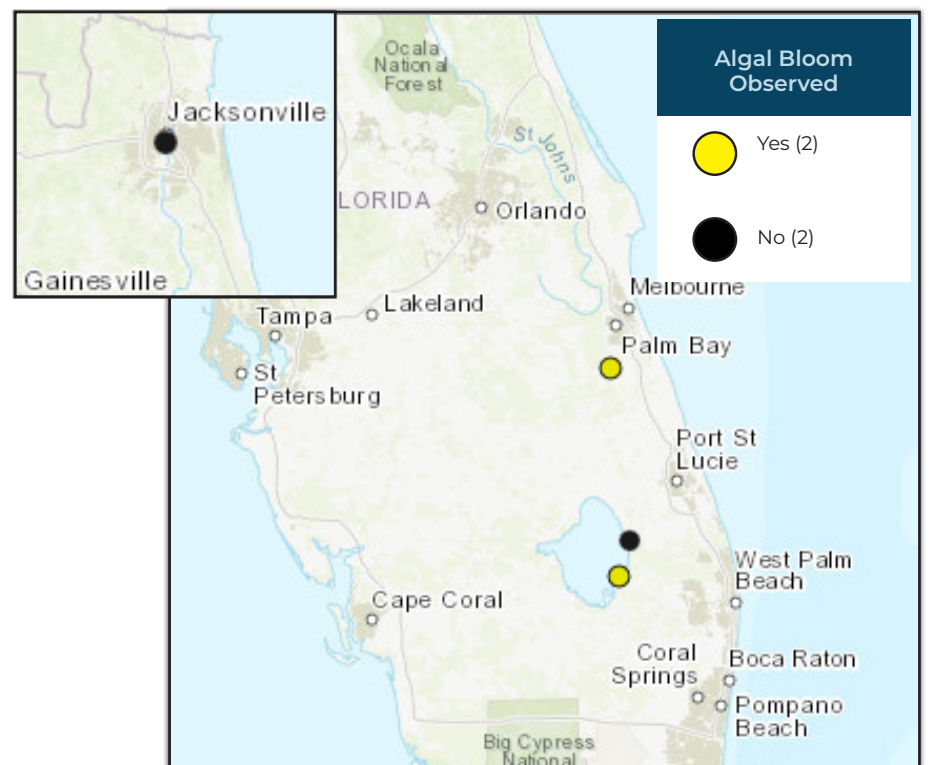 Jacksonville
Gainesville
Ocala
National
Forest
St Johns
LORIDA
Orlando
Algal Bloom
Observed
Yes (2)
No (2)
Melbourne
Palm Bay
Lakeland
Tampa
St
Petersburg
Port St
Lucie
West Palm
Beach
Cape Coral
Coral
Springs
Boca Raton
Pompano
Beach
Big Cypress
National